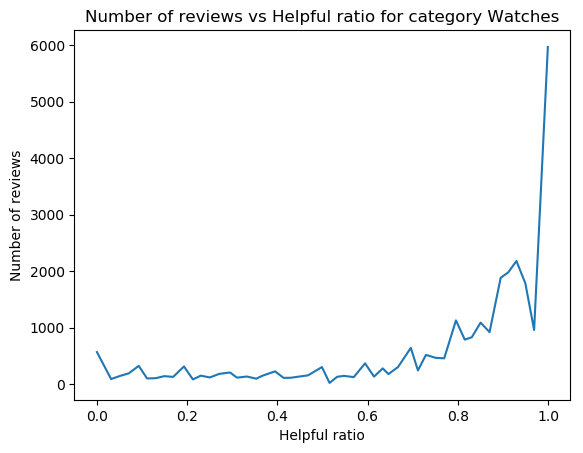 Number of reviews vs Helpful ratio for category Watches
6000
5000
4000
3000
2000
1000
0
Number of reviews
0.0 0.2 0.4 0.6 0.8 1.0
Helpful ratio